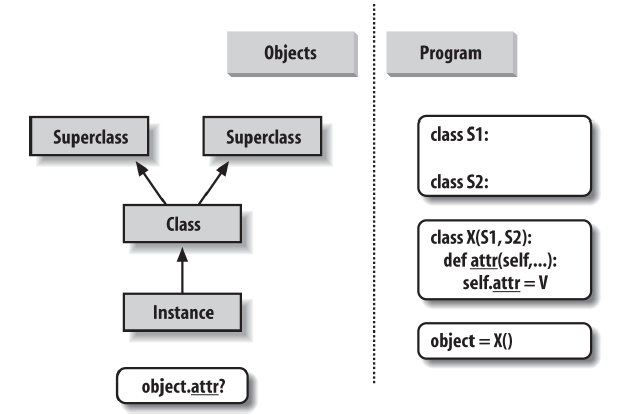 Objects
Program
Superclass
Superclass
Class
Instance
object.attr?
class S1:
class S2:
class X(S1, S2):
def attr(self,...):
self.attr = V
object = X()